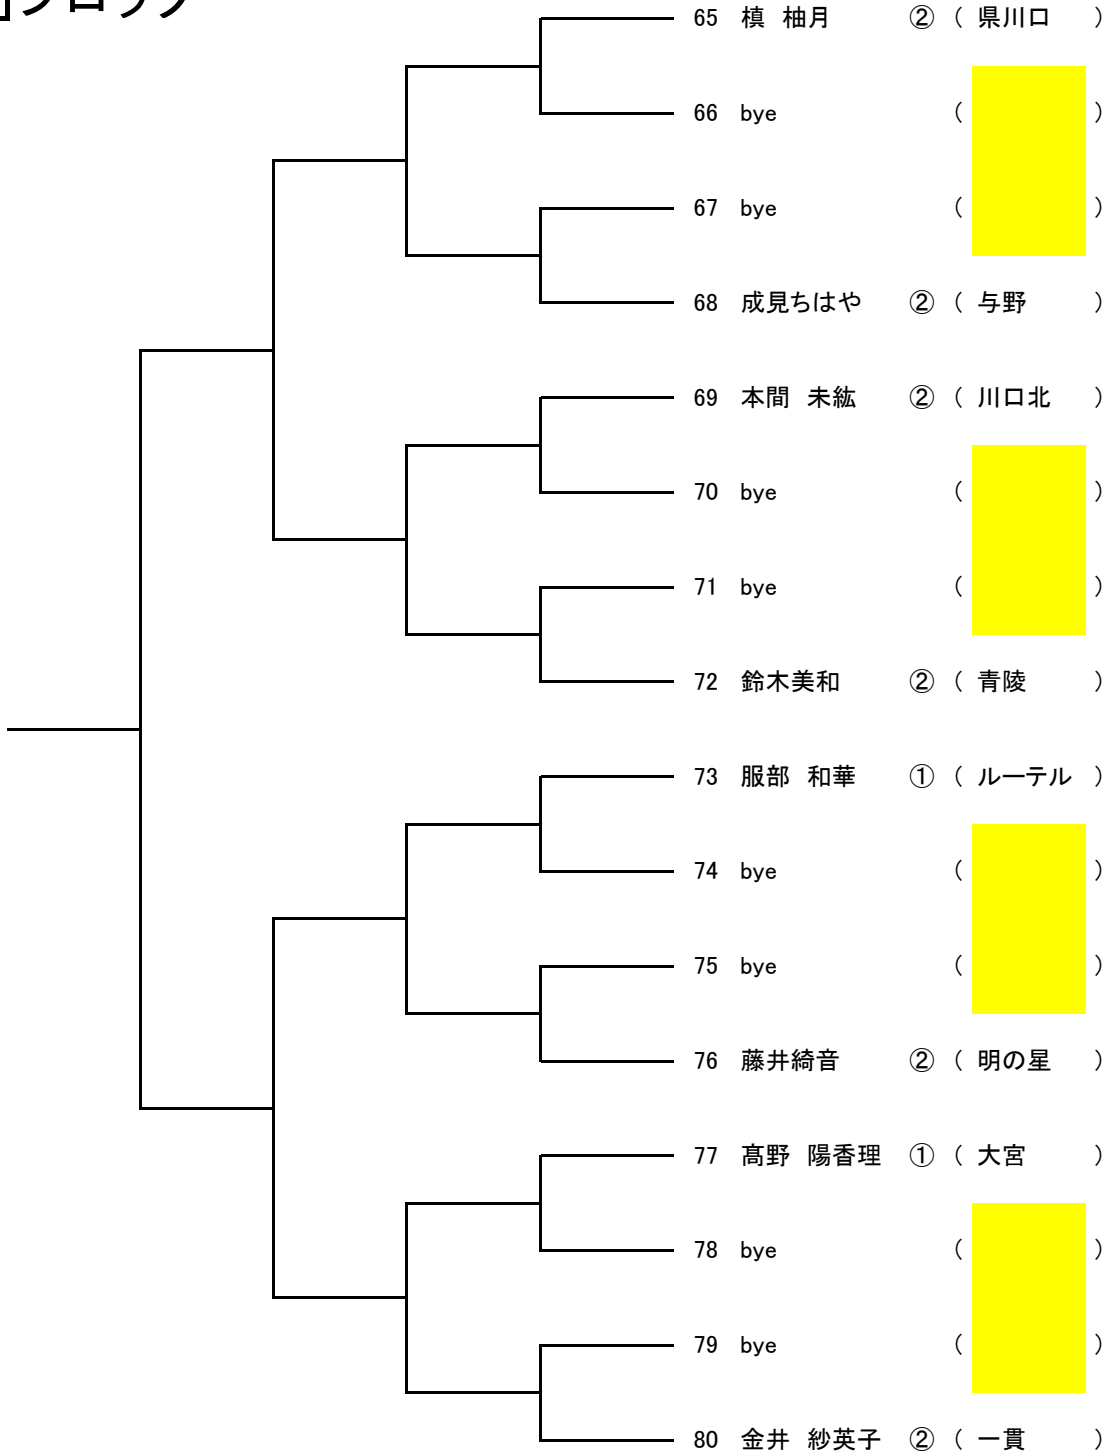 ブロック
65 槙 柚月 ② ( 県川口 )
66 bye ( )
67 bye ( )
68 成見ちはや ② ( 与野 )
69 本間 未紘 ② ( 川口北 )
70 bye ( )
71 bye ( )
72 鈴木美和 ② ( 青陵 )
73 服部 和華 ① ( ルーテル )
74 bye ( )
75 bye ( )
76 藤井綺音 ② ( 明の星 )
77 髙野 陽香理 ① ( 大宮 )
78 bye ( )
79 bye ( )
80 金井 紗英子 ② ( 一貫 )